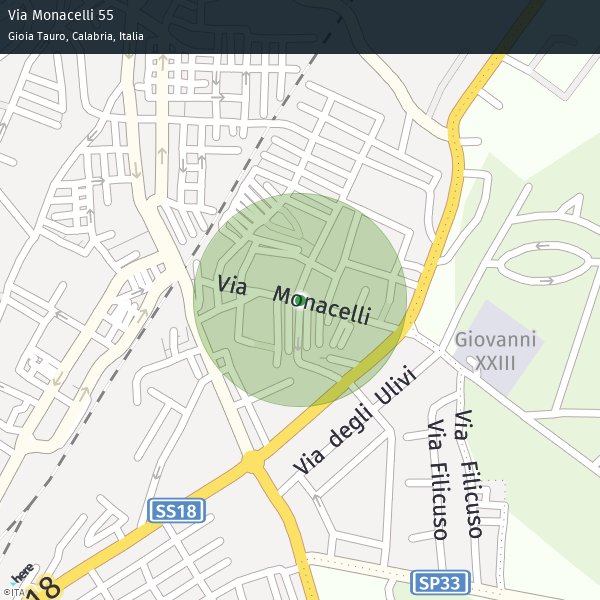 Via Monacelli 55
Gioia Tauro, Calabria, Italia
Via Monacelli
Giovanni
XXIII
Via degli Ulivi
Via Filicuso
Via Filicuso
SS18
SP33
18
here
©ITA